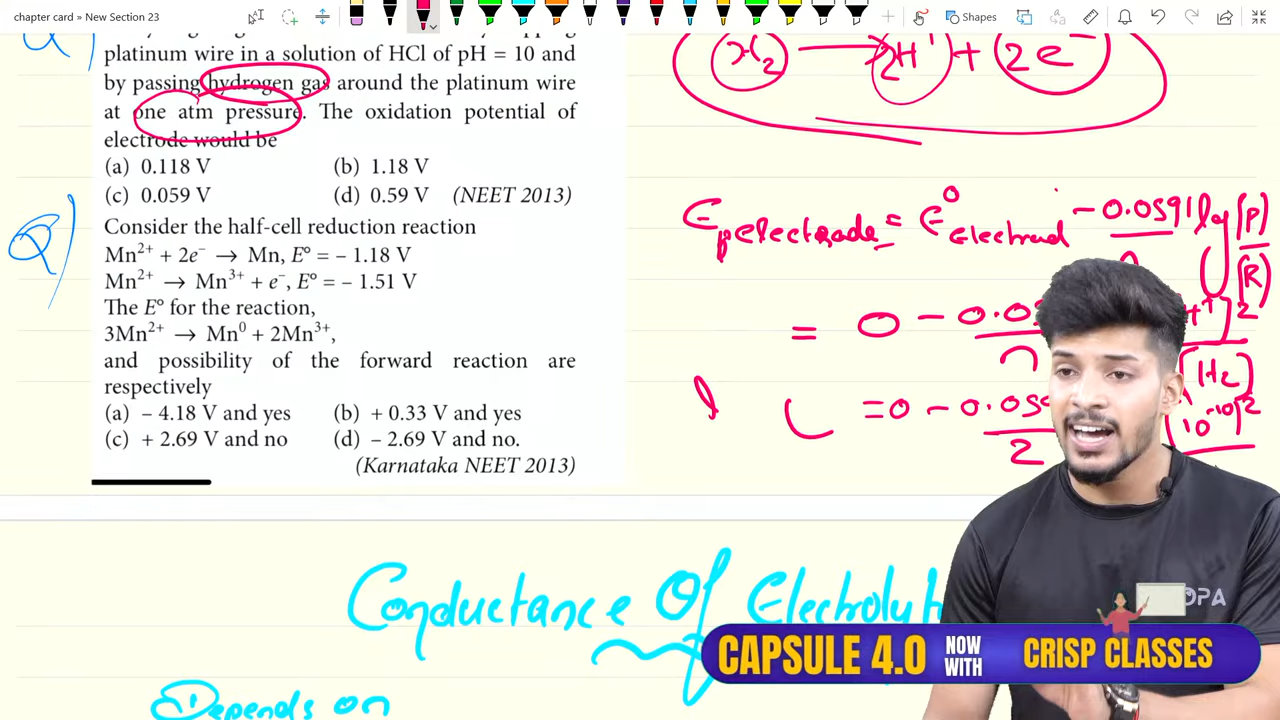 chapter card » New Section 23
Shapes
platinum wire in a solution of HCl of pH = 10 and
by passing hydrogen gas around the platinum wire
at one atm pressure. The oxidation potential of
electrode would be
(a) 0.118 V (b) 1.18 V
(c) 0.059 V (d) 0.59 V (NEET 2013)
Q)
Consider the half-cell reduction reaction
Mn²⁺ + 2e⁻ → Mn, E° = – 1.18 V
Mn²⁺ → Mn³⁺ + e⁻, E° = – 1.51 V
The E° for the reaction,
3Mn²⁺ → Mn⁰ + 2Mn³⁺,
and possibility of the forward reaction are
respectively
(a) – 4.18 V and yes (b) + 0.33 V and yes
(c) + 2.69 V and no (d) – 2.69 V and no.
(Karnataka NEET 2013)
H₂ → 2H⁺ + 2e⁻
= E⁰ - 0.0591 log [P]
[R]
= 0 - 0.0 ]2
n [H₂]
= 0 - 0.05 [10⁻¹⁰]²
2
Conductance Of
Depends on
OPA
CAPSULE 4.0 NOW WITH CRISP CLASSES